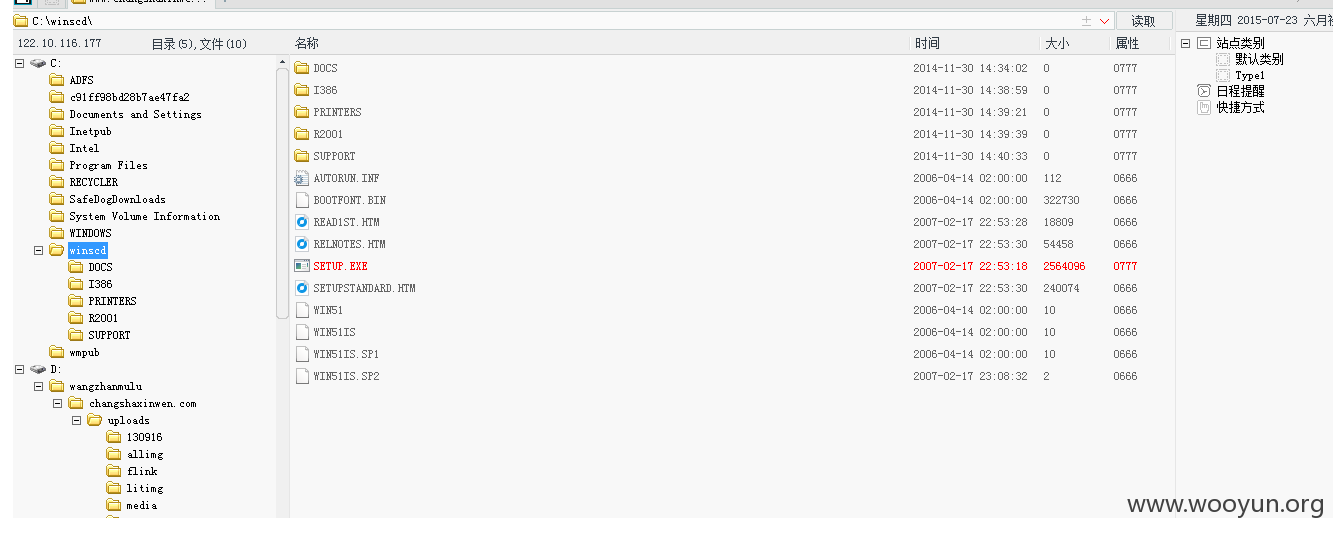 C:\winscd\
读取
星期四 2015-07-23 六月
122.10.116.177 目录(5),文件(10)
名称 时间 大小 属性
C:
ADFS
c91ff98bd28b7ae47fa2
Documents and Settings
Inetpub
Intel
Program Files
RECYCLER
SafeDogDownloads
System Volume Information
WINDOWS
winscd
DOCS
I386
PRINTERS
R2001
SUPPORT
wmpub
D:
wangzhanmulu
changshaxinwen.com
uploads
130916
allimg
flink
litimg
media
DOCS 2014-11-30 14:34:02 0 0777
I386 2014-11-30 14:38:59 0 0777
PRINTERS 2014-11-30 14:39:21 0 0777
R2001 2014-11-30 14:39:39 0 0777
SUPPORT 2014-11-30 14:40:33 0 0777
AUTORUN.INF 2006-04-14 02:00:00 112 0666
BOOTFONT.BIN 2006-04-14 02:00:00 322730 0666
READ1ST.HTM 2007-02-17 22:53:28 18809 0666
RELNOTES.HTM 2007-02-17 22:53:30 54458 0666
SETUP.EXE 2007-02-17 22:53:18 2564096 0777
SETUPSTANDARD.HTM 2007-02-17 22:53:30 240074 0666
WIN51 2006-04-14 02:00:00 10 0666
WIN51IS 2006-04-14 02:00:00 10 0666
WIN51IS.SP1 2006-04-14 02:00:00 10 0666
WIN51IS.SP2 2007-02-17 23:08:32 2 0666
站点类别
默认类别
Type1
日程提醒
快捷方式
www.wooyun.org